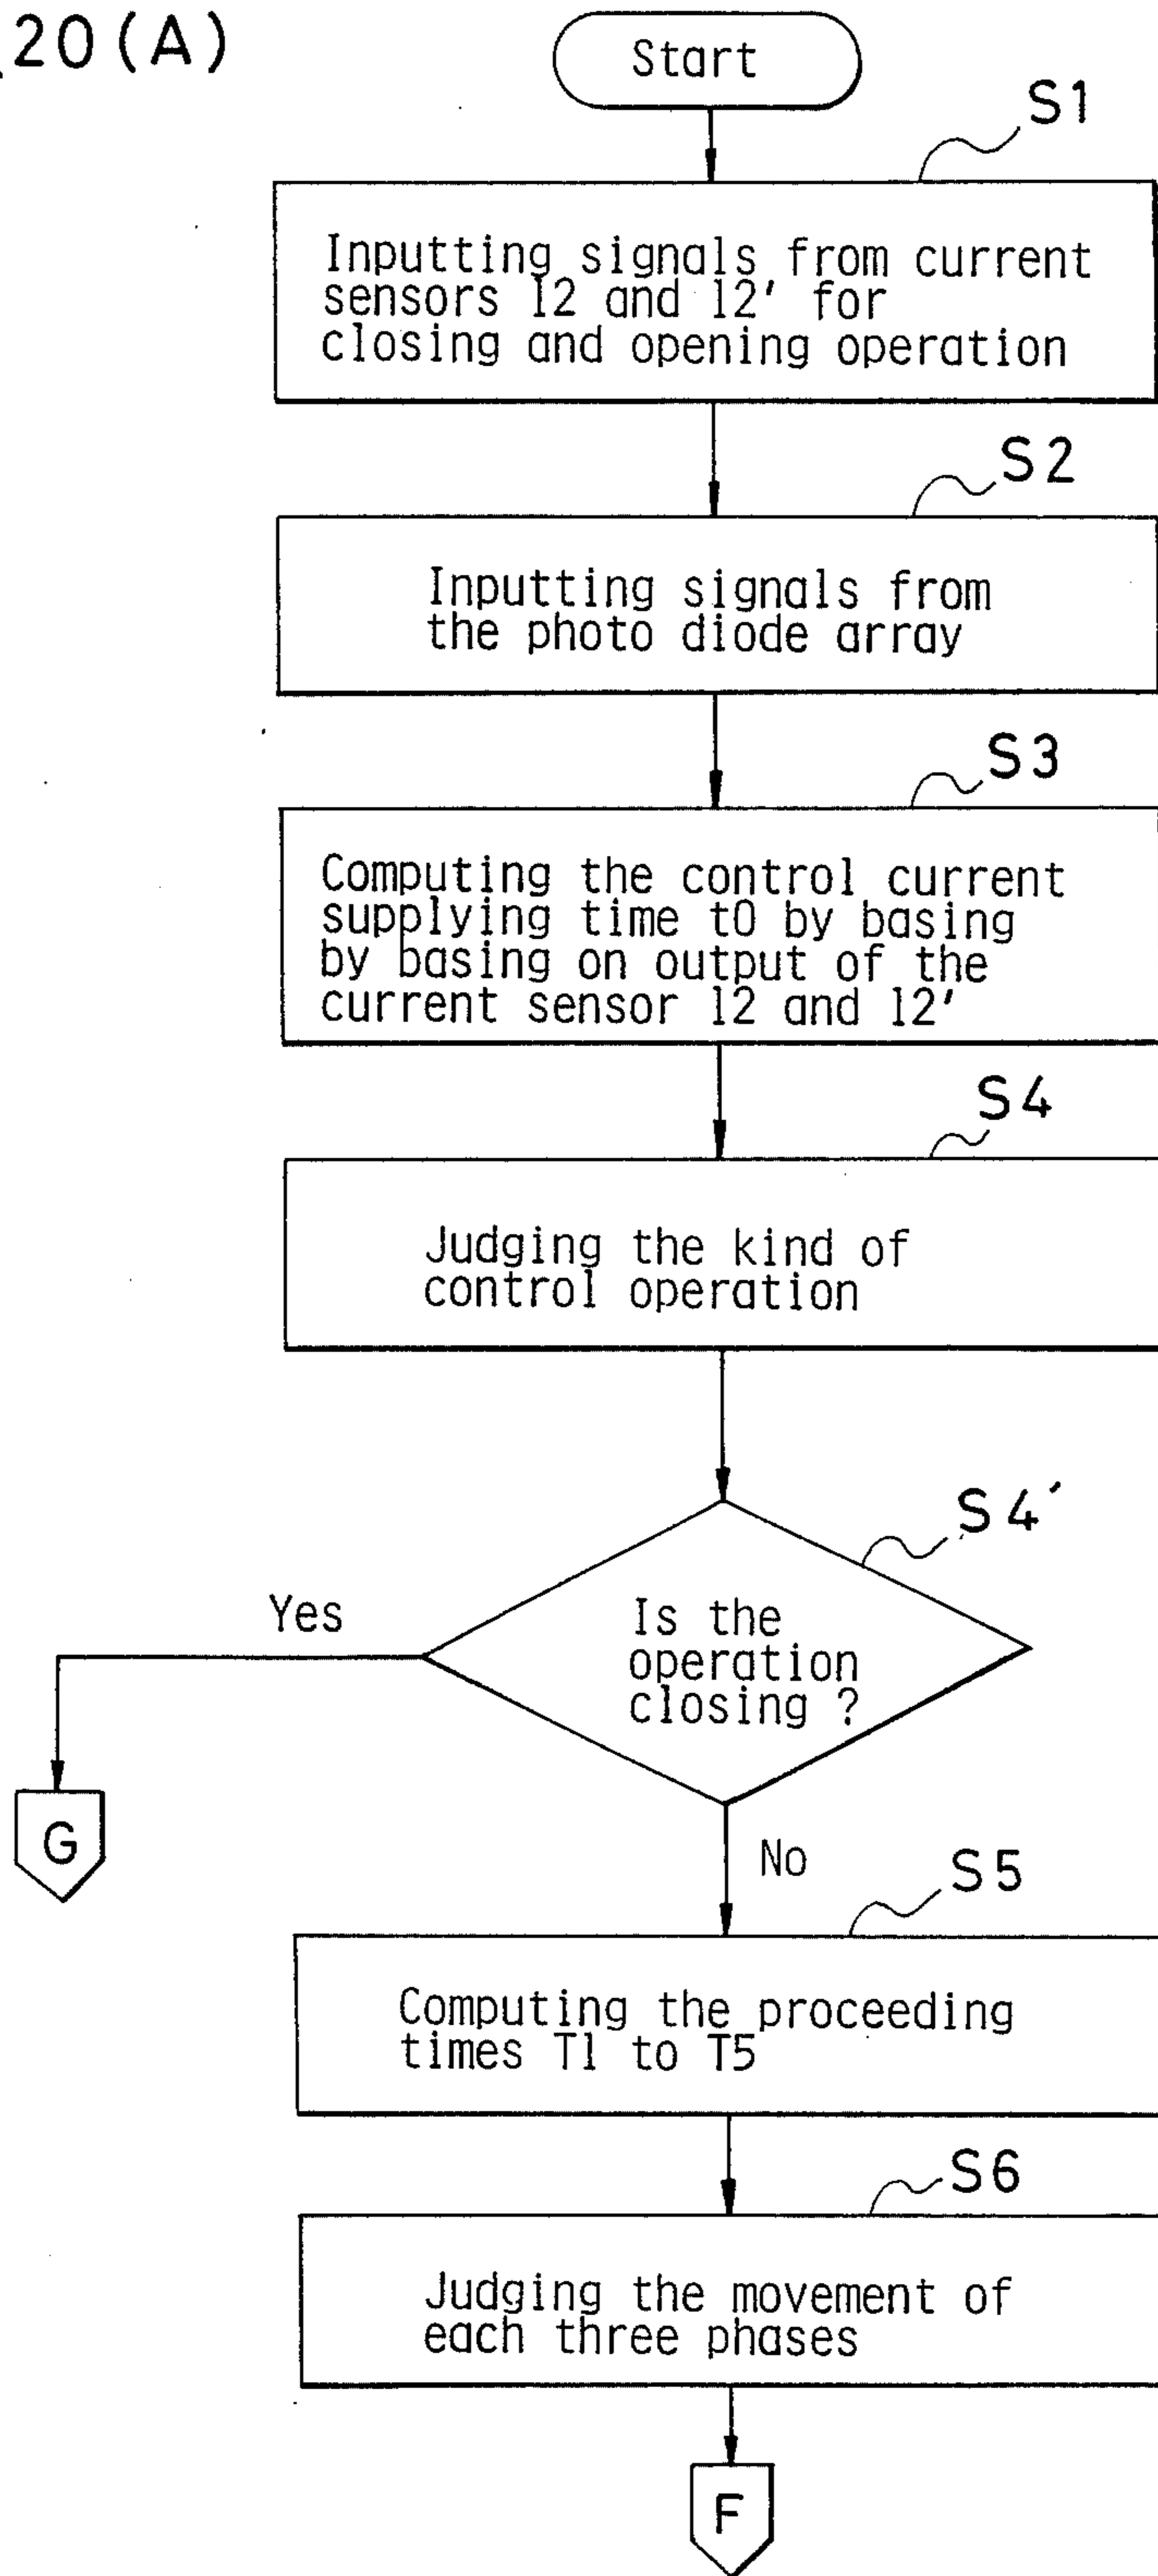 20 (A)
Start
S1
Inputting signals from current
sensors 12 and 12' for
closing and opening operation
S2
Inputting signals from
the photo diode array
S3
Computing the control current
supplying time t0 by basing
by basing on output of the
current sensor 12 and 12'
S4
Judging the kind of
control operation
S4'
Yes
Is the
operation
closing ?
G
No
S5
Computing the proceeding
times T1 to T5
S6
Judging the movement of
each three phases
F